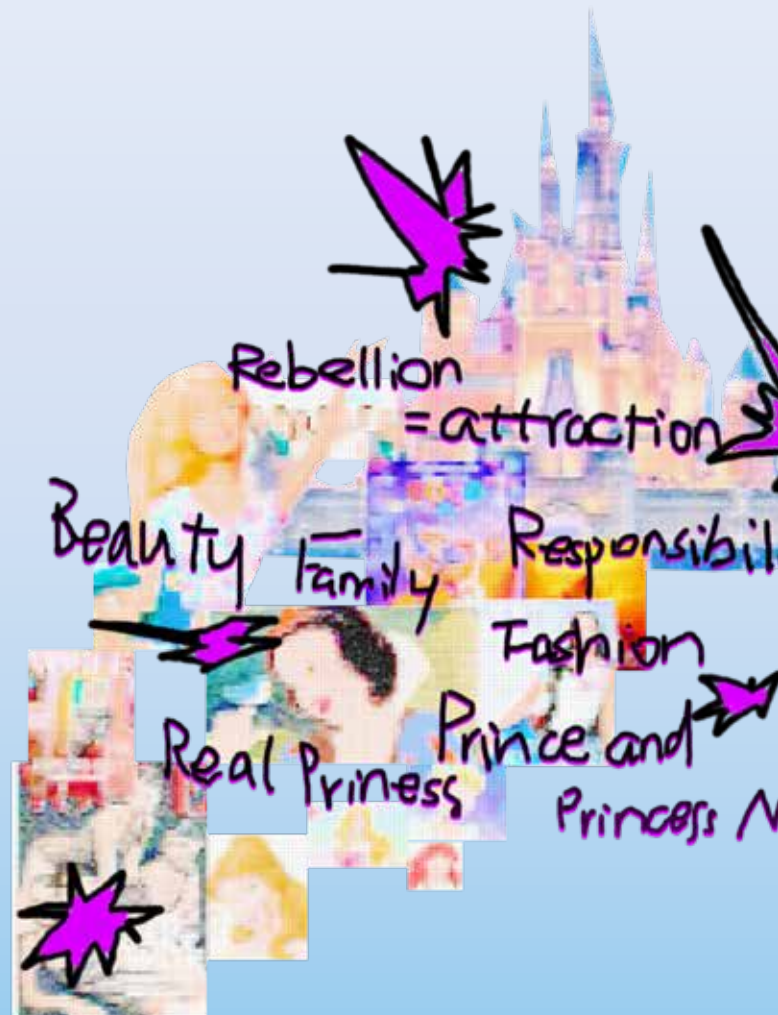 Rebellion
= attraction
Beauty
Family
Responsibil
Fashion
Real Priness
Prince and
Princess N